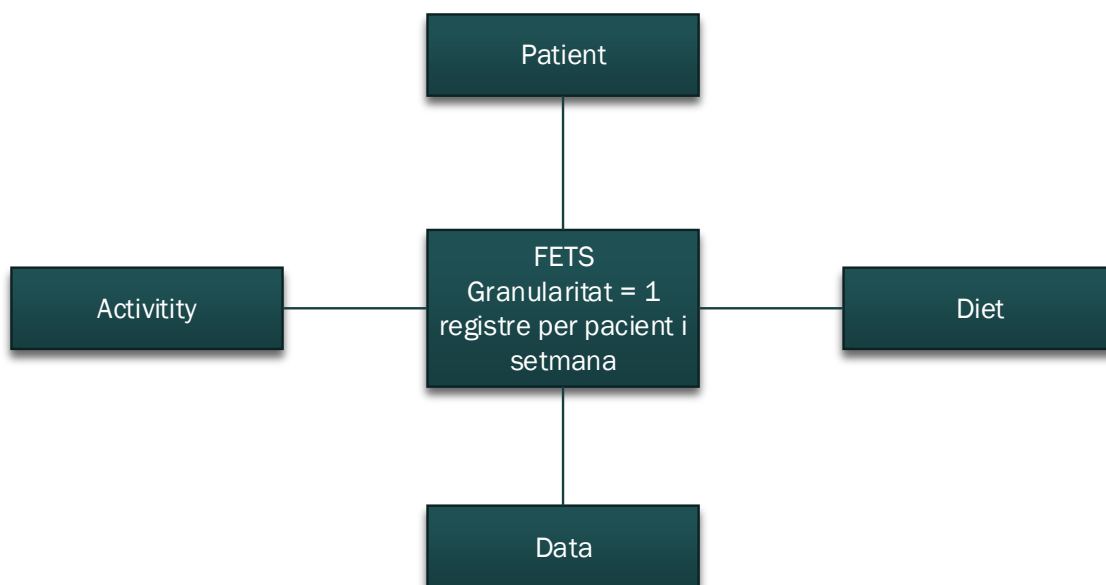 Patient
FETS
Granularitat = 1
registre per pacient i
setmana
Activitity
Diet
Data